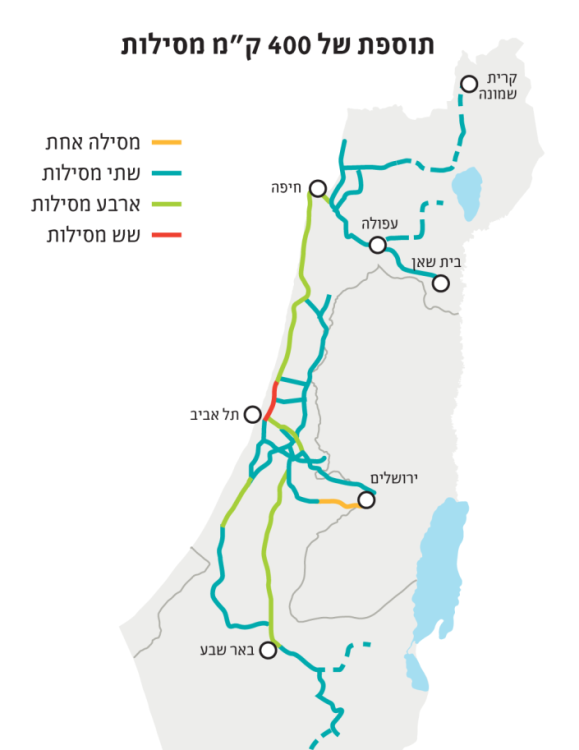 תוספת של 400 ק"מ מסילות
מסילה אחת
שתי מסילות
ארבע מסילות
שש מסילות
קרית
שמונה
חיפה
עפולה
בית שאן
תל אביב
ירושלים
באר שבע